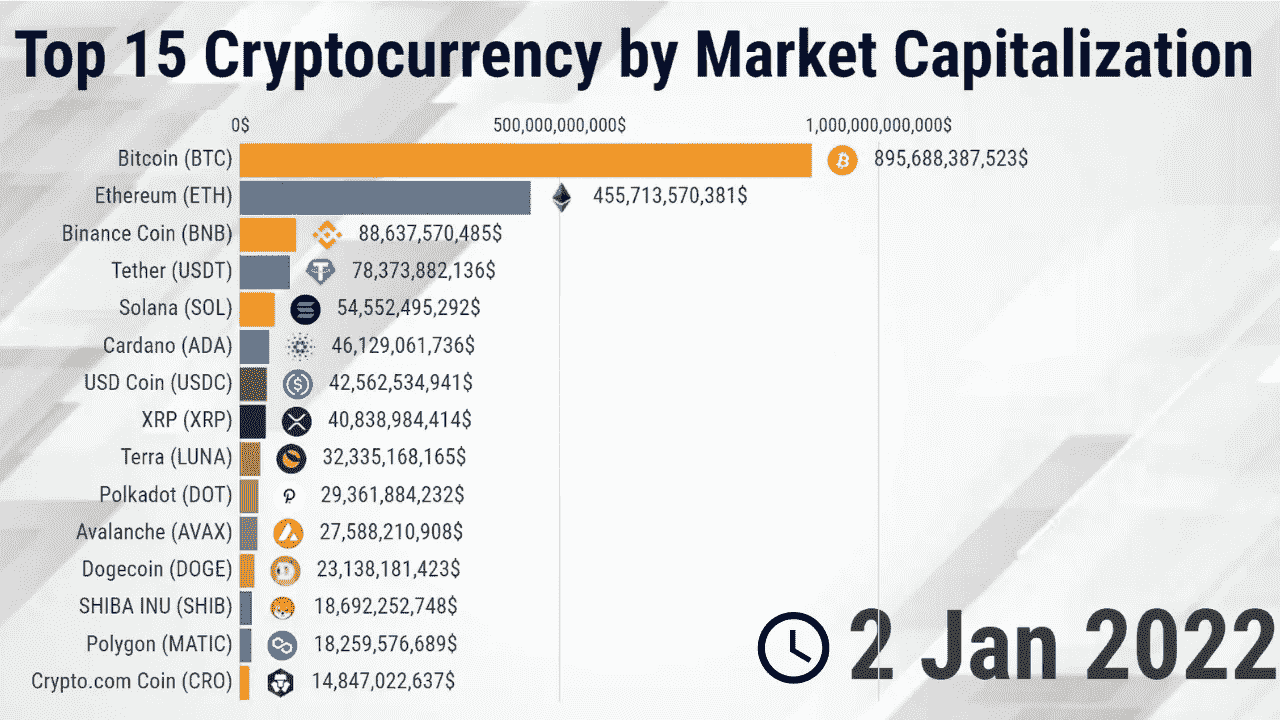 Top 15 Cryptocurrency by Market Capitalization
0$ 500,000,000,000$ 1,000,000,000,000$
Bitcoin (BTC) 895,688,387,523$
Ethereum (ETH) 455,713,570,381$
Binance Coin (BNB) 88,637,570,485$
Tether (USDT) 78,373,882,136$
Solana (SOL) 54,552,495,292$
Cardano (ADA) 46,129,061,736$
USD Coin (USDC) 42,562,534,941$
XRP (XRP) 40,838,984,414$
Terra (LUNA) 32,335,168,165$
Polkadot (DOT) 29,361,884,232$
Avalanche (AVAX) 27,588,210,908$
Dogecoin (DOGE) 23,138,181,423$
SHIBA INU (SHIB) 18,692,252,748$
Polygon (MATIC) 18,259,576,689$
Crypto.com Coin (CRO) 14,847,022,637$
2 Jan 2022